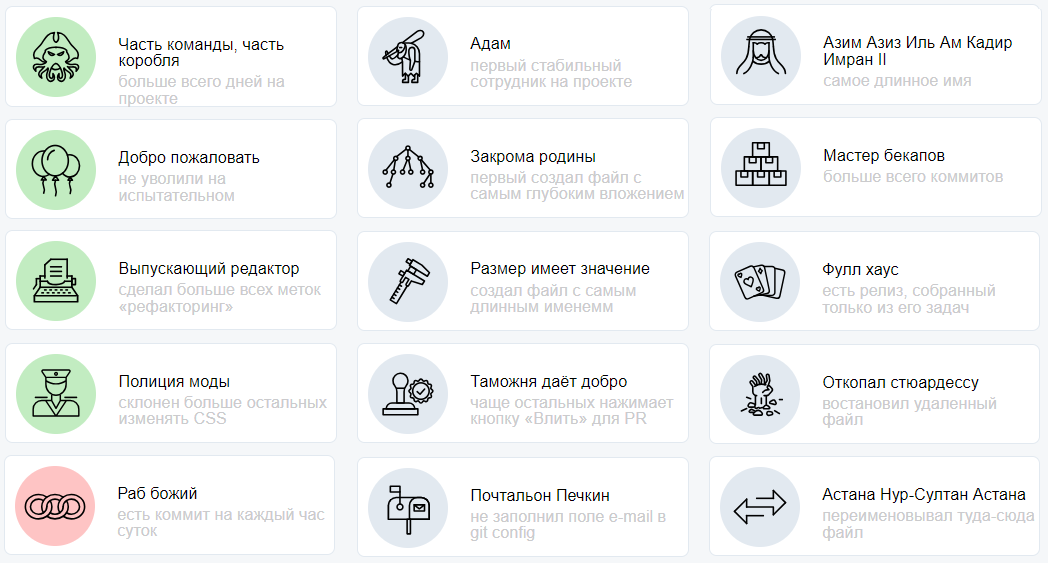 Часть команды, часть
коробля
больше всего дней на
проекте
Адам
первый стабильный
сотрудник на проекте
Азим Азиз Иль Ам Кадир
Имран II
самое длинное имя
Добро пожаловать
не уволили на
испытательном
Закрома родины
первый создал файл с
самым глубоким вложением
Мастер бекапов
больше всего коммитов
Выпускающий редактор
сделал больше всех меток
«рефакторинг»
Размер имеет значение
создал файл с самым
длинным именемм
Фулл хаус
есть релиз, собранный
только из его задач
Полиция моды
склонен больше остальных
изменять CSS
Таможня даёт добро
чаще остальных нажимает
кнопку «Влить» для PR
Откопал стюардессу
востановил удаленный
файл
Раб божий
есть коммит на каждый час
суток
Почтальон Печкин
не заполнил поле e-mail в
git config
Астана Нур-Султан Астана
переименовывал туда-сюда
файл